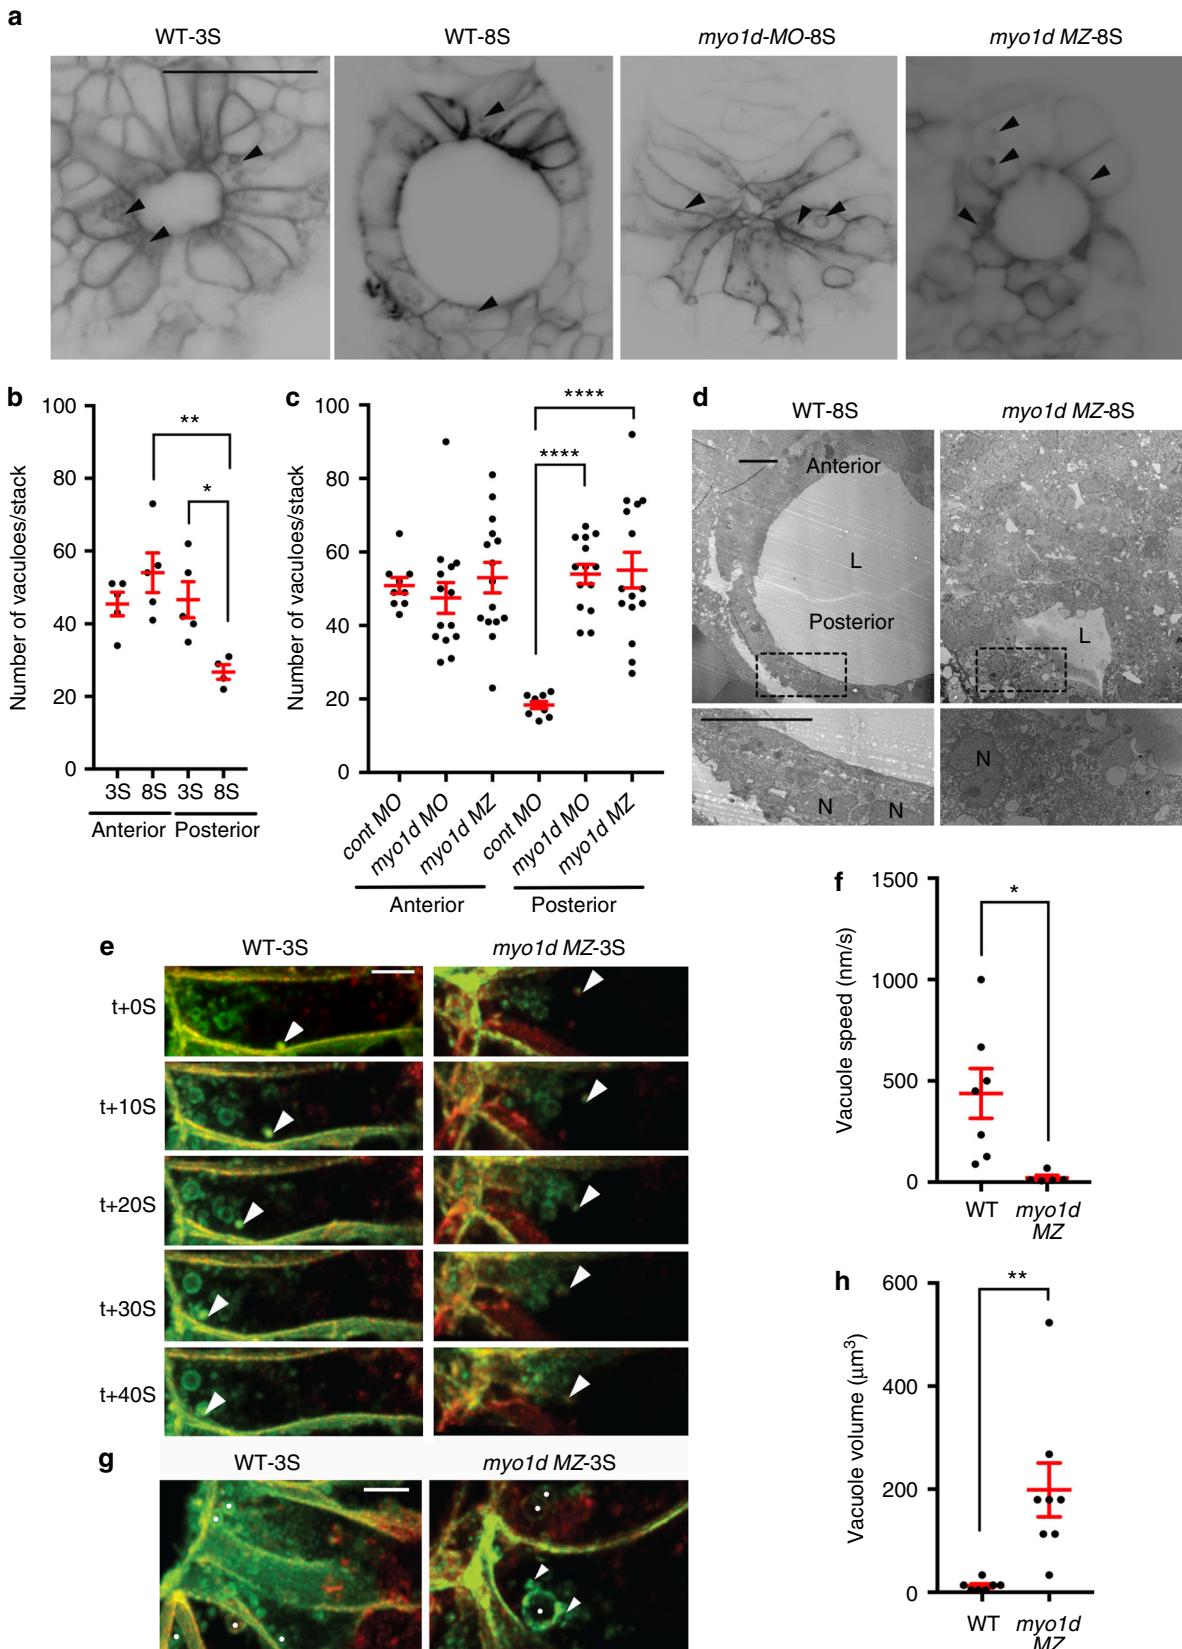 a
WT-3S
WT-8S
myo1d-MO-8S
myo1d MZ-8S
b
Number of vacuoles/stack
100
80
60
40
20
0
**
*
3S
8S
3S
8S
Anterior
Posterior
c
Number of vacuoles/stack
100
80
60
40
20
0
****
****
cont MO
myo1d MO
myo1d MZ
cont MO
myo1d MO
myo1d MZ
Anterior
Posterior
d
WT-8S
myo1d MZ-8S
Anterior
L
Posterior
L
N
N
N
e
WT-3S
myo1d MZ-3S
t+0S
t+10S
t+20S
t+30S
t+40S
f
Vacuole speed (nm/s)
1500
1000
500
0
*
WT
myo1d
MZ
g
WT-3S
myo1d MZ-3S
h
Vacuole volume (μm³)
600
400
200
0
**
WT
myo1d
MZ